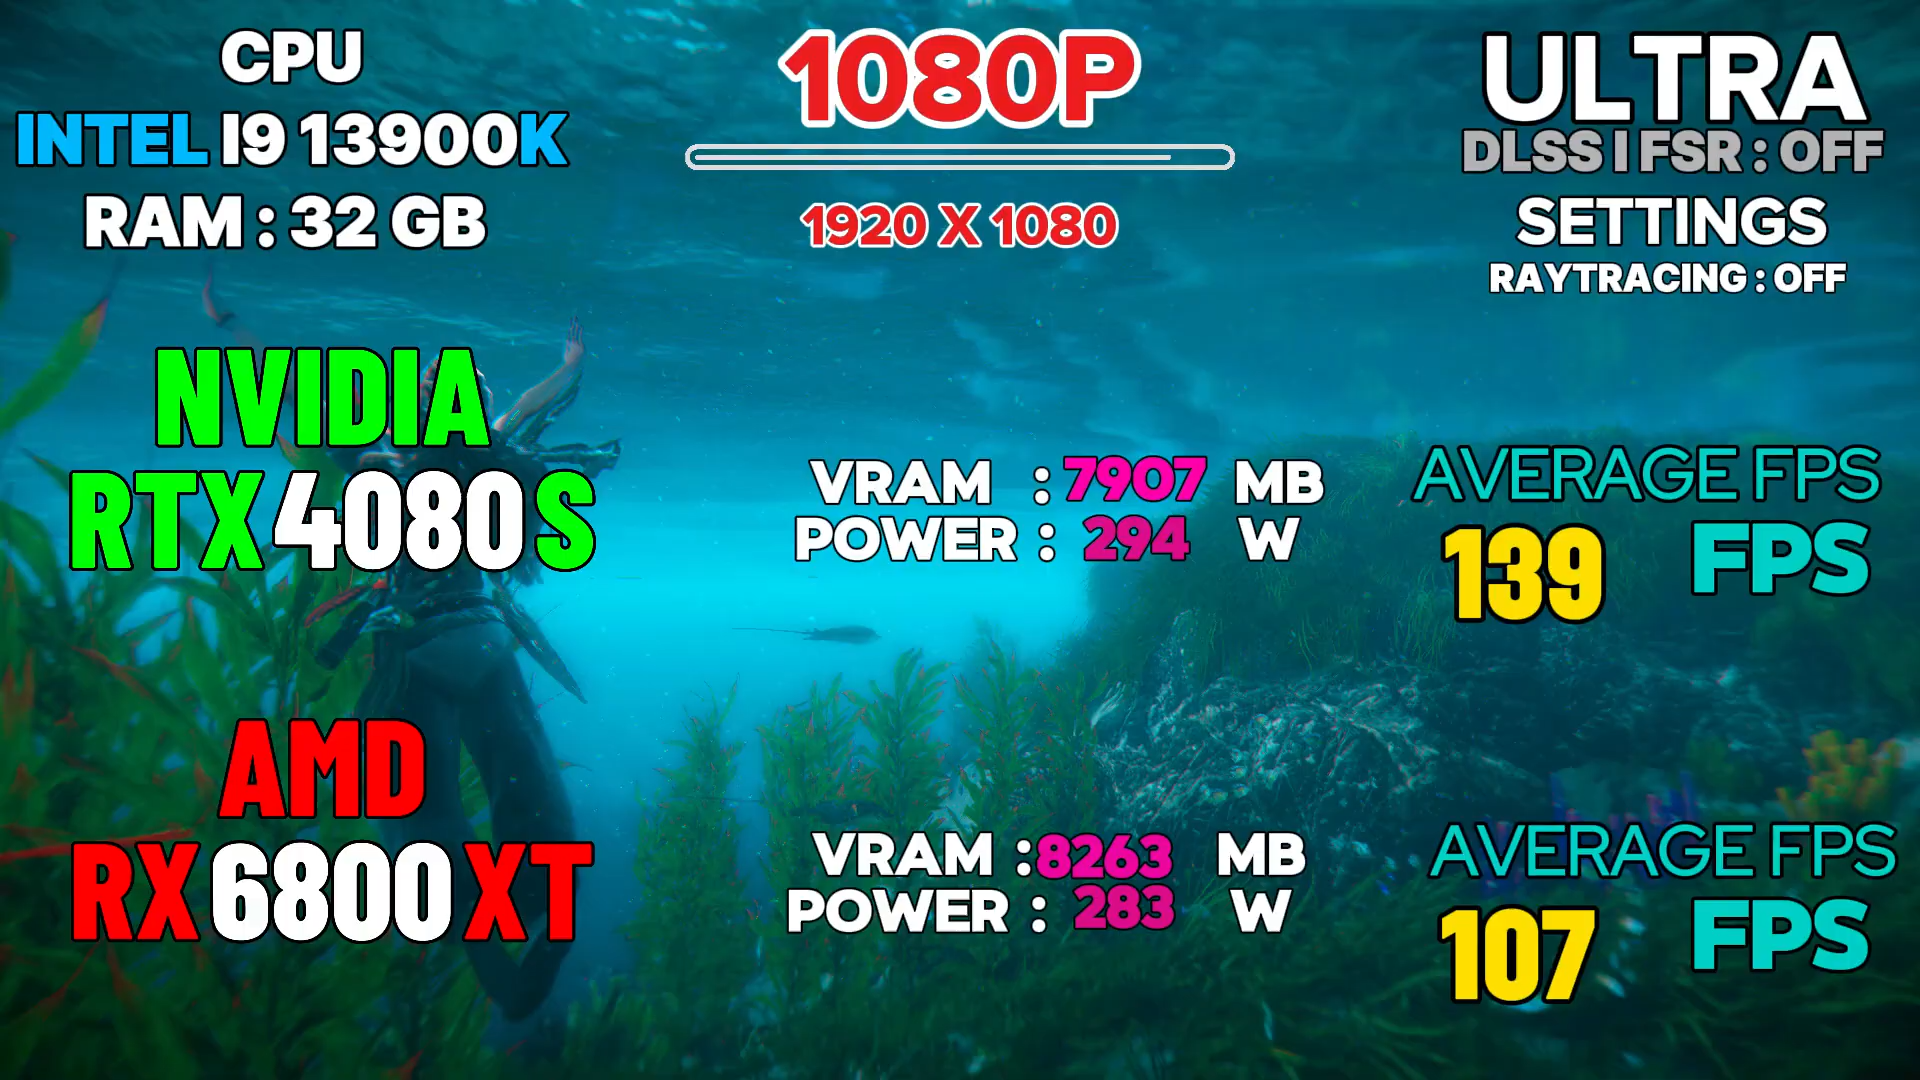 CPU
INTEL I9 13900K
RAM : 32 GB
1080P
1920 X 1080
ULTRA
DLSS | FSR : OFF
SETTINGS
RAYTRACING : OFF
NVIDIA
RTX 4080 S
VRAM : 7907 MB
POWER : 294 W
AVERAGE FPS
139 FPS
AMD
RX 6800 XT
VRAM : 8263 MB
POWER : 283 W
AVERAGE FPS
107 FPS